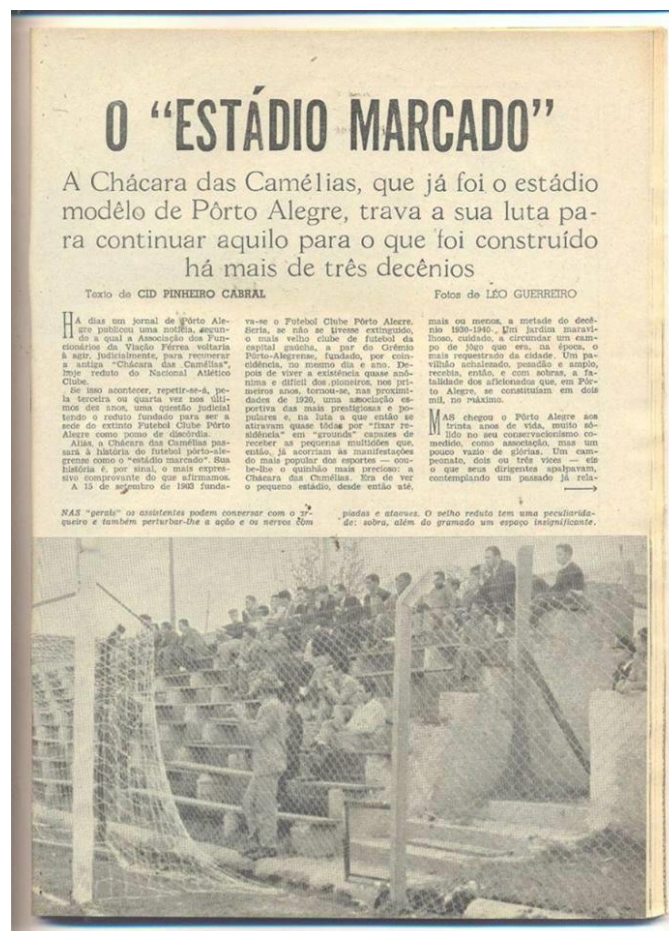 O “ESTÁDIO MARCADO”
A Chácara das Camélias, que já foi o estádio
modêlo de Pôrto Alegre, trava a sua luta pa-
ra continuar aquilo para o que foi construído
há mais de três decênios
Texto de CID PINHEIRO CABRAL
Fotos de LÉO GUERREIRO
HÁ dias um jornal de Pôrto Ale-
gre publicou uma notícia, segun-
do a qual a Associação dos Fun-
cionários da Viação Férrea voltaria
à agir, judicialmente, para recuperar
a antiga “Chácara das Camélias”,
hoje reduto do Nacional Atlético
Clube.
Se isso acontecer, repetir-se-á, pe-
la terceira ou quarta vez nos últi-
mos dez anos, uma questão judicial
tendo o reduto fundado para ser a
sede do extinto Futebol Clube Pôrto
Alegre como pomo de discórdia.
Aliás, a Chácara das Camélias pas-
sará à história do futebol pôrto-ale-
grense como o “estádio marcado”. Sua
história é, por sinal, o mais expres-
sivo comprovante do que afirmamos.
A 15 de setembro de 1903 funda-
va-se o Futebol Clube Pôrto Alegre.
Seria, se não se tivesse extinguido,
o mais velho clube de futebol da
capital gaúcha, a par do Grêmio
Pôrto-Alegrense, fundado, por coin-
cidência, no mesmo dia e ano. De-
pois de viver a existência quase anô-
nima e difícil dos pioneiros, nos pri-
meiros anos, tornou-se, nas proximi-
dades de 1920, uma associação es-
portiva das mais prestigiosas e po-
pulares e, na luta a que então se
atiravam quase tôdas por “fixar re-
sidência” em “grounds” capazes de
receber as pequenas multidões que,
então, já acorriam às manifestações
do mais popular dos esportes — cou-
be-lhe o quinhão mais precioso: a
Chácara das Camélias. Era de ver
o pequeno estádio, desde então até,
mais ou menos, a metade do decê-
nio 1930-1940. Um jardim maravi-
lhoso, cuidado, a circundar um cam-
po de jôgo que era, na época, o
mais requestrado da cidade. Um pa-
vilhão achalesado, pesadão e amplo,
recebia, então, e com sobras, a fa-
talidade dos aficionados que, em Pôr-
to Alegre, se constituíam em dois
mil, no máximo.
MAS chegou o Pôrto Alegre aos
trinta anos de vida, muito só-
lido no seu conservacionismo co-
medido, como associação, mas um
pouco vazio de glórias. Um cam-
peonato, dois ou três vices — eis
o que seus dirigentes apalpavam,
contemplando um passado já rela-
NAS “gerais” os assistentes podem conversar com o ar-
queiro e também perturbar-lhe a ação e os nervos com
piadas e ataques. O velho reduto tem uma peculiarida-
de: sobra, além do gramado um espaço insignificante.